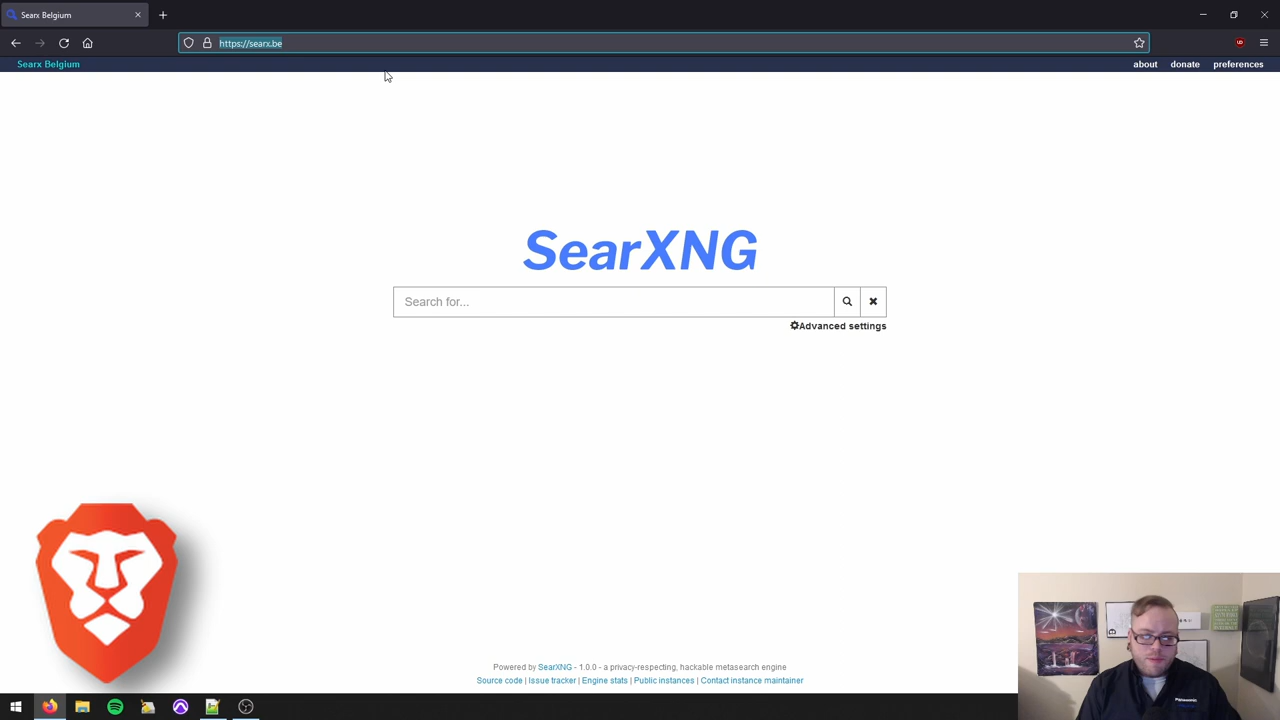 Searx Belgium
https://searx.be
Searx Belgium
about donate preferences
SearXNG
Search for...
Advanced settings
Powered by SearXNG - 1.0.0 - a privacy-respecting, hackable metasearch engine
Source code | Issue tracker | Engine stats | Public instances | Contact instance maintainer
Panasonic